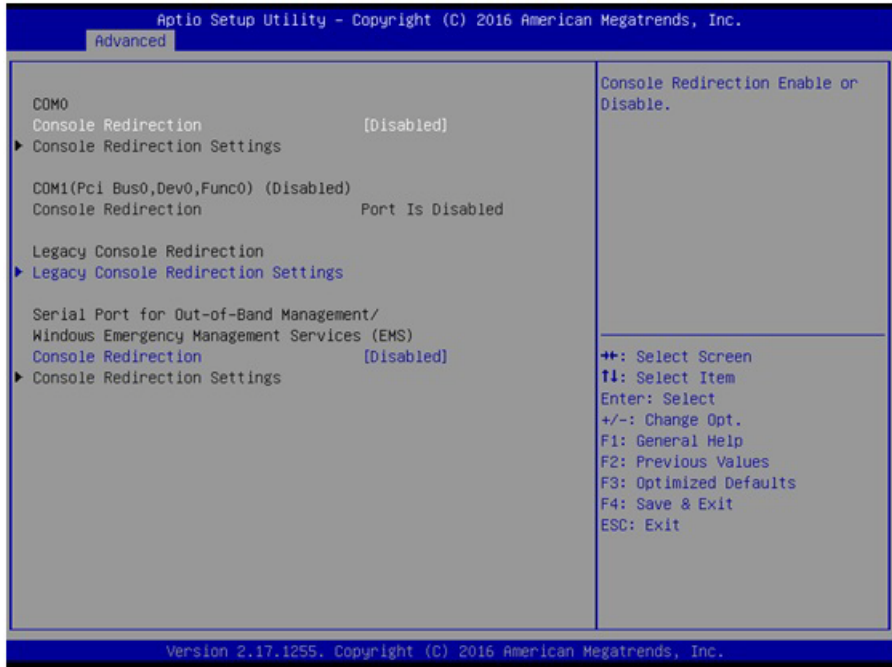 Aptio Setup Utility – Copyright (C) 2016 American Megatrends, Inc.
Advanced
COM0
Console Redirection [Disabled]
Console Redirection Settings
COM1(Pci Bus0,Dev0,Func0) (Disabled)
Console Redirection Port Is Disabled
Legacy Console Redirection
Legacy Console Redirection Settings
Serial Port for Out-of-Band Management/
Windows Emergency Management Services (EMS)
Console Redirection [Disabled]
Console Redirection Settings
Console Redirection Enable or
Disable.
→←: Select Screen
↑↓: Select Item
Enter: Select
+/-: Change Opt.
F1: General Help
F2: Previous Values
F3: Optimized Defaults
F4: Save & Exit
ESC: Exit
Version 2.17.1255. Copyright (C) 2016 American Megatrends, Inc.